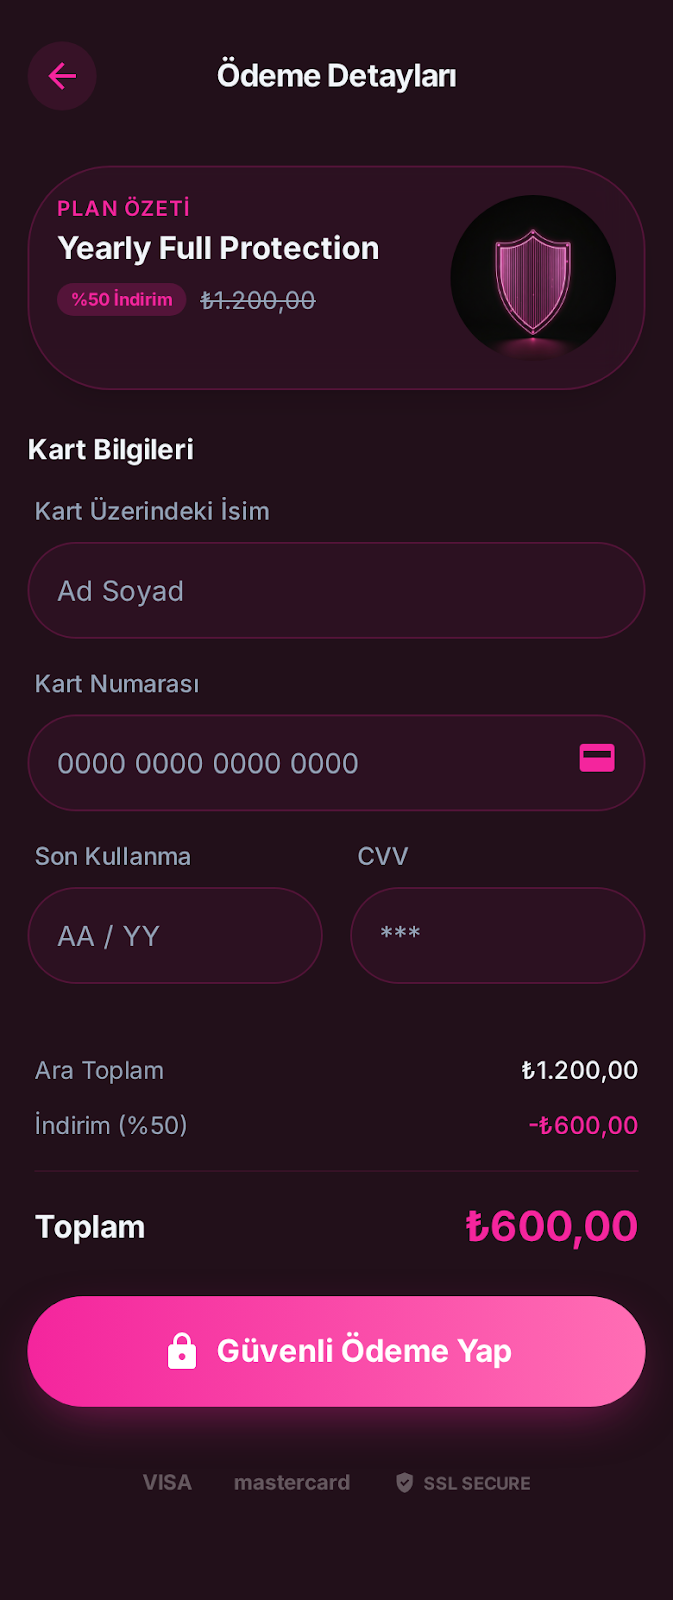 Ödeme Detayları
PLAN ÖZETİ
Yearly Full Protection
%50 İndirim ₺1.200,00
Kart Bilgileri
Kart Üzerindeki İsim
Ad Soyad
Kart Numarası
0000 0000 0000 0000
Son Kullanma CVV
AA / YY ***
Ara Toplam ₺1.200,00
İndirim (%50) -₺600,00
Toplam ₺600,00
Güvenli Ödeme Yap
VISA mastercard SSL SECURE